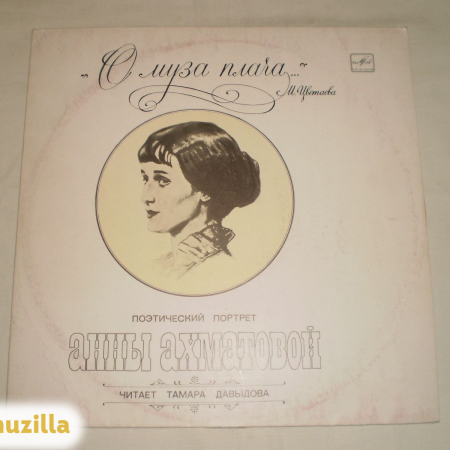 „О муза плача...“
М. Цветаева
ПОЭТИЧЕСКИЙ ПОРТРЕТ
АННЫ АХМАТОВОЙ
ЧИТАЕТ ТАМАРА ДАВЫДОВА
uzilla